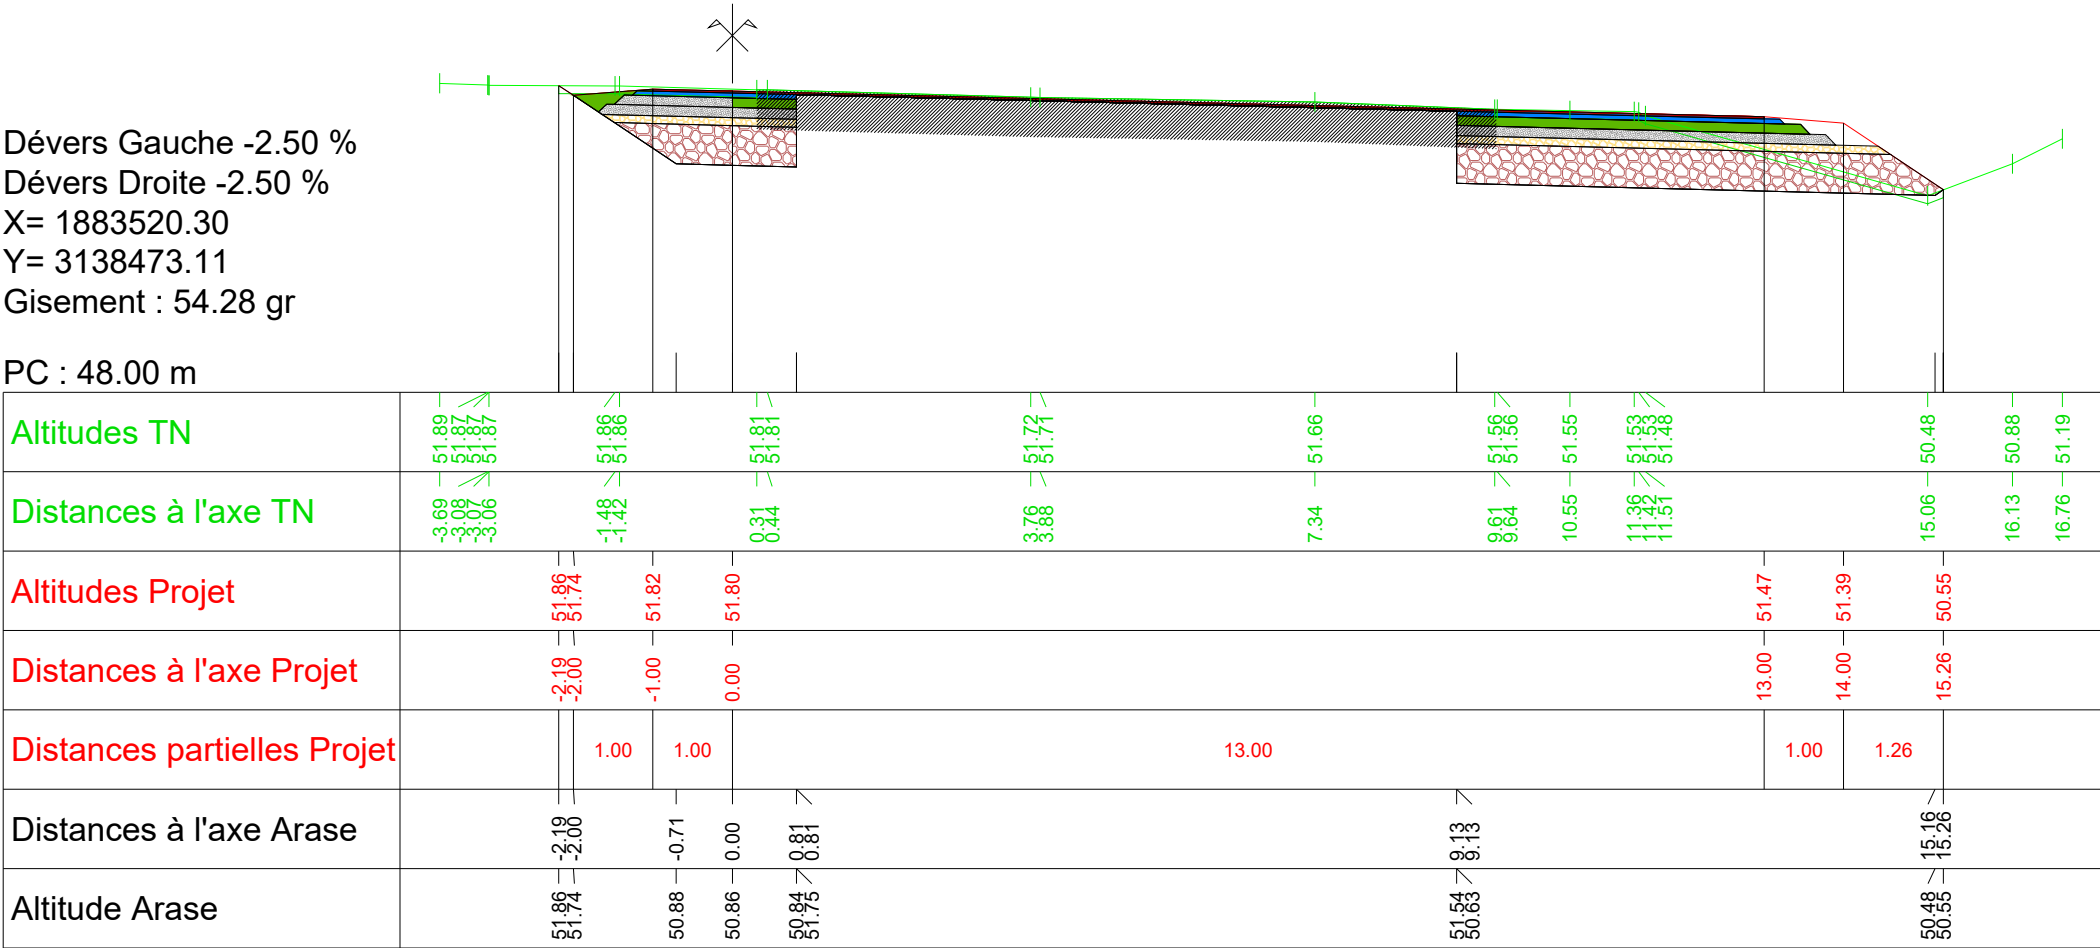 Dévers Gauche -2.50 %
Dévers Droite -2.50 %
X= 1883520.30
Y= 3138473.11
Gisement : 54.28 gr
PC : 48.00 m
Altitudes TN 51.89 51.87 51.87 51.87 51.86 51.86 51.81 51.81 51.72 51.71 51.66 51.56 51.56 51.55 51.53 51.53 51.48 50.48 50.88 51.19
Distances à l'axe TN -3.69 -3.08 -3.07 -3.06 -1.48 -1.42 0.31 0.44 3.76 3.88 7.34 9.61 9.64 10.55 11.36 11.42 11.51 15.06 16.13 16.76
Altitudes Projet 51.86 51.74 51.82 51.80 51.47 51.39 50.55
Distances à l'axe Projet -2.19 -2.00 -1.00 0.00 13.00 14.00 15.26
Distances partielles Projet 1.00 1.00 13.00 1.00 1.26
Distances à l'axe Arase -2.19 -2.00 -0.71 0.00 0.81 0.81 9.13 9.13 15.16 15.26
Altitude Arase 51.86 51.74 50.88 50.86 50.84 51.75 51.54 50.63 50.48 50.55